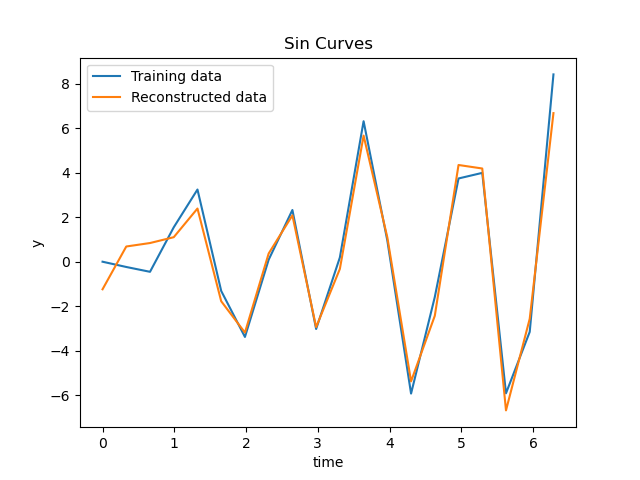 Sin Curves
Training data
Reconstructed data
y
8
6
4
2
0
−2
−4
−6
0 1 2 3 4 5 6
time